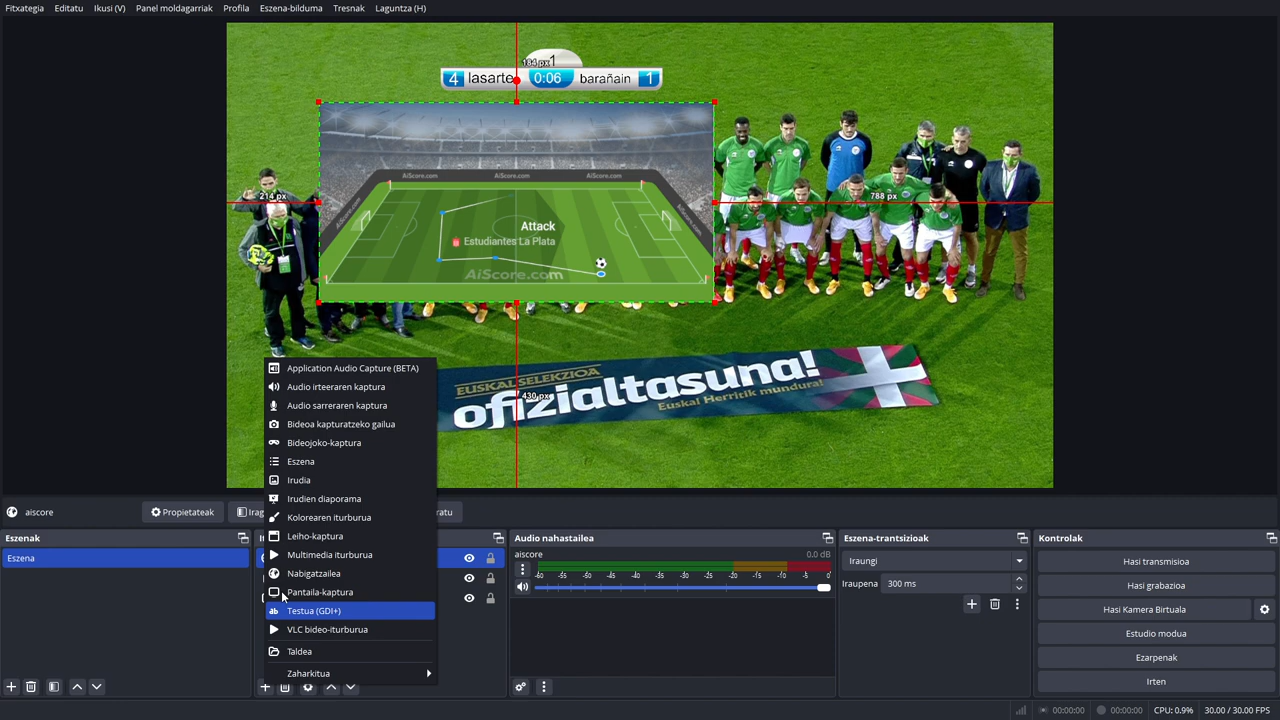 Fitxategia Editatu Ikusi (V) Panel moldagarriak Profila Eszena-bilduma Tresnak Laguntza (H)
184 px
1
4 lasarte 0:06 barañain 1
AiScore.com AiScore.com AiScore.com
AiScore.com
214 px
788 px
Attack
Estudiantes La Plata
AiScore.com
EUSKAL SELEKZIOA
ofizialtasuna!
Euskal Herritik mundura!
430 px
Application Audio Capture (BETA)
Audio irteeraren kaptura
Audio sarreraren kaptura
Bideoa kapturatzeko gailua
Bideojoko-kaptura
Eszena
Irudia
Irudien diaporama
Kolorearen iturburua
Leiho-kaptura
Multimedia iturburua
Nabigatzailea
Pantaila-kaptura
ab Testua (GDI+)
VLC bideo-iturburua
Taldea
Zaharkitua
aiscore Propietateak
Eszenak
Eszena
Audio nahastailea
aiscore 0.0 dB
-60 -55 -50 -45 -40 -35 -30 -25 -20 -15 -10 -5 0
Eszena-transizioak
Iraungi
Iraupena 300 ms
Kontrolak
Hasi transmisioa
Hasi grabazioa
Hasi Kamera Birtuala
Estudio modua
Ezarpenak
Irten
00:00:00 00:00:00 CPU: 0.9% 30.00 / 30.00 FPS